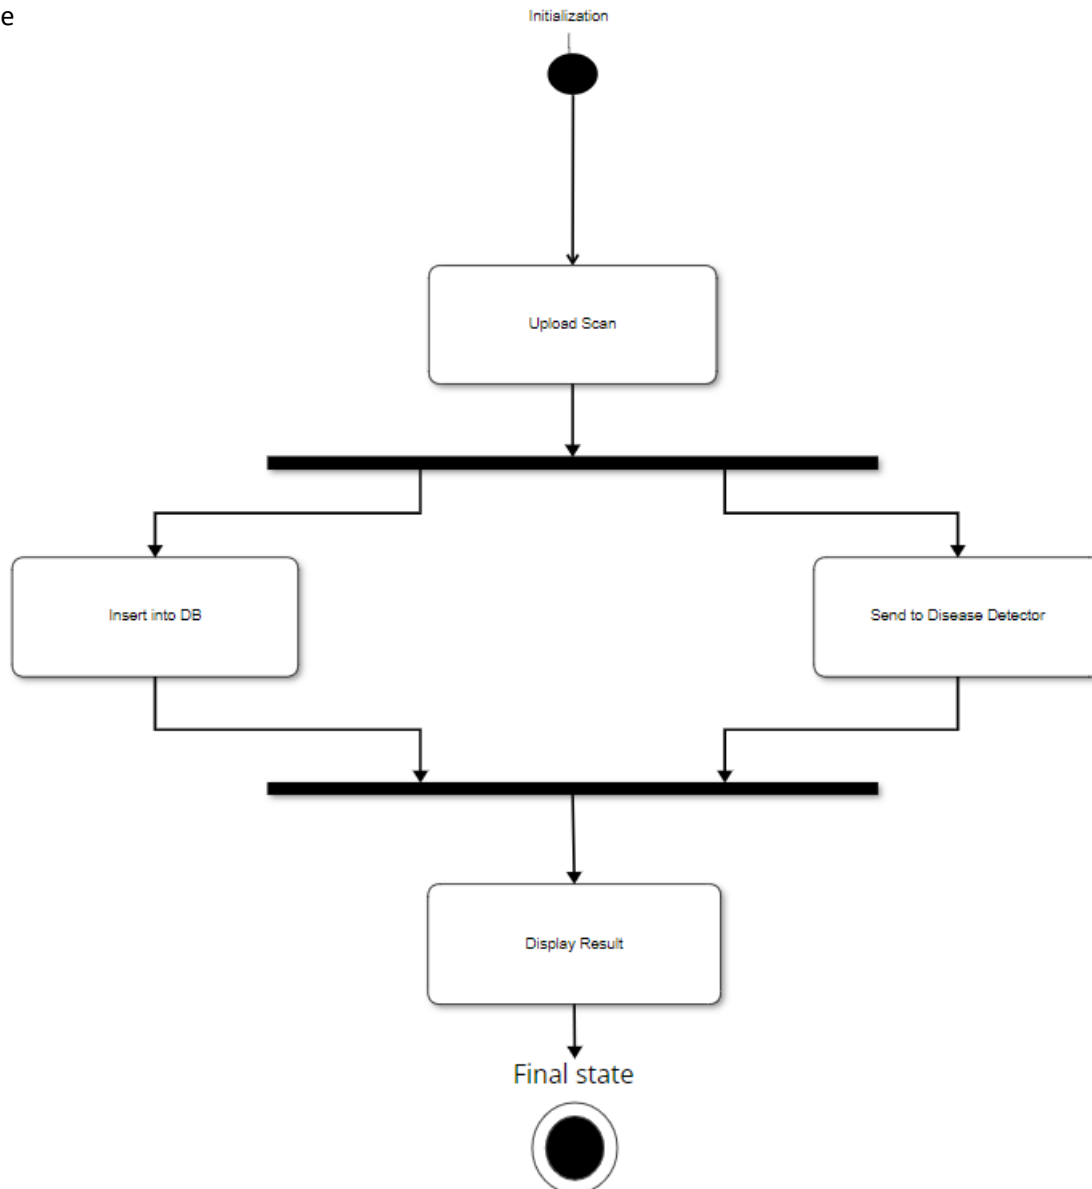 e
Initialization
Upload Scan
Insert into DB
Send to Disease Detector
Display Result
Final state